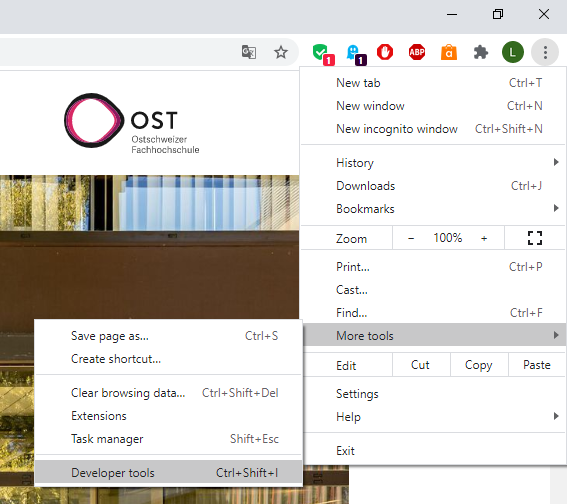 1
1
ABP
a
L
New tab Ctrl+T
New window Ctrl+N
New incognito window Ctrl+Shift+N
OST
Ostschweizer
Fachhochschule
History
Downloads Ctrl+J
Bookmarks
Zoom − 100% +
Print... Ctrl+P
Cast...
Find... Ctrl+F
More tools
Edit Cut Copy Paste
Settings
Help
Exit
Save page as... Ctrl+S
Create shortcut...
Clear browsing data... Ctrl+Shift+Del
Extensions
Task manager Shift+Esc
Developer tools Ctrl+Shift+I